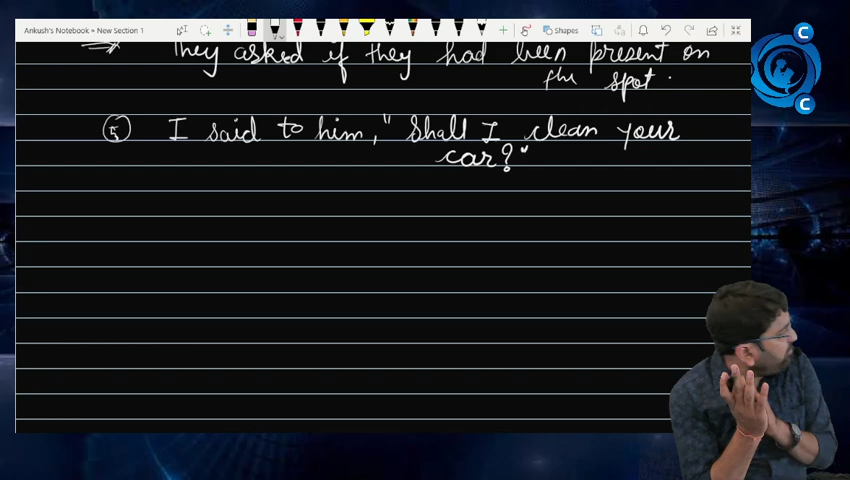 Ankush's Notebook » New Section 1
Shapes
They asked if they had been present on
the spot.
5 I said to him, "Shall I clean your
car?"
C
C